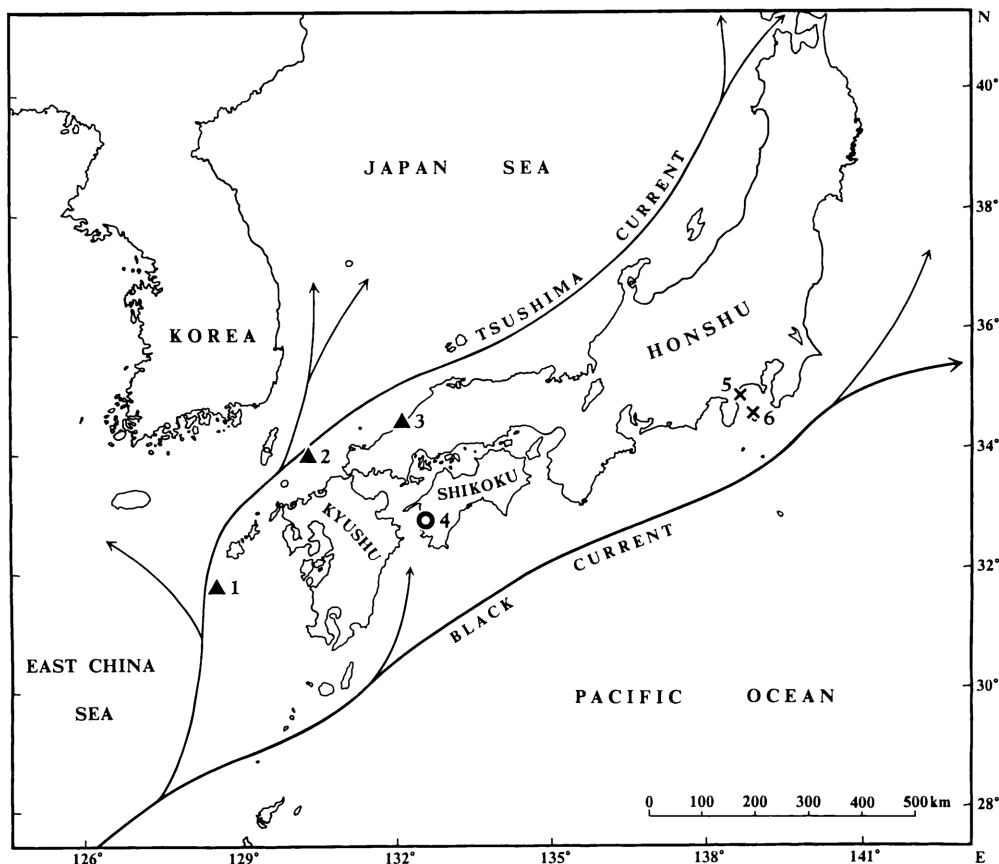 N
40°
JAPAN SEA
CURRENT
38°
TSUSHIMA
KOREA
HONSHU
36°
5
6
3
34°
2
SHIKOKU
KYUSHU
4
CURRENT
32°
1
BLACK
EAST CHINA
SEA
30°
PACIFIC OCEAN
0 100 200 300 400 500 km
28°
126° 129° 132° 135° 138° 141° E